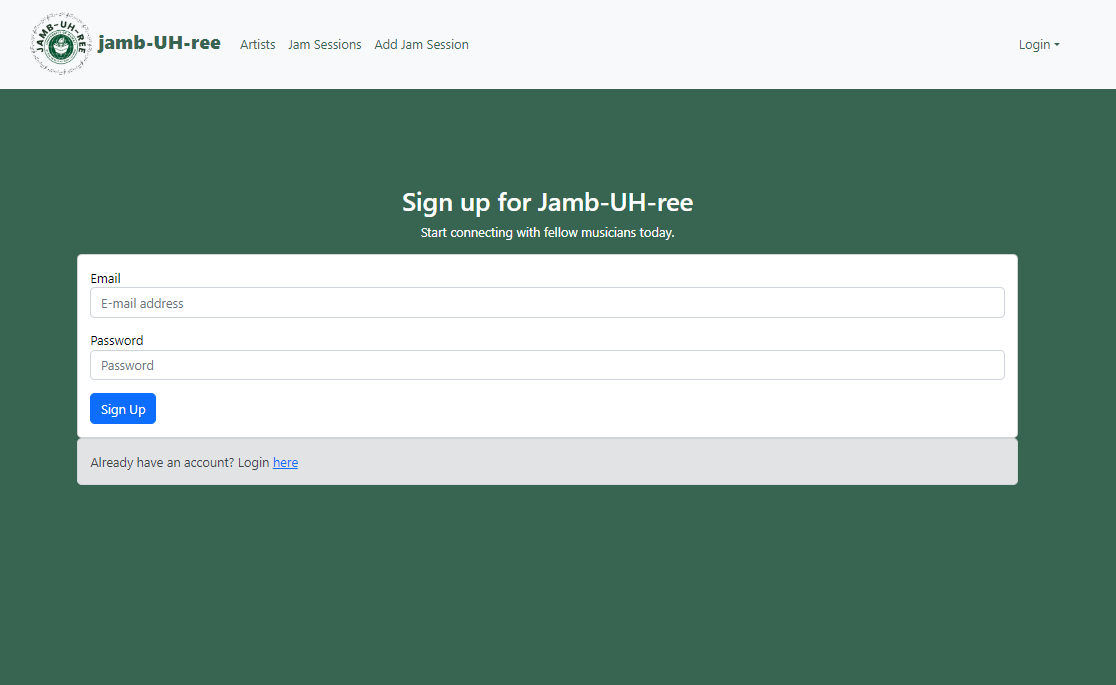 JAMB-UH-REE
jamb-UH-ree Artists Jam Sessions Add Jam Session Login
Sign up for Jamb-UH-ree
Start connecting with fellow musicians today.
Email
E-mail address
Password
Password
Sign Up
Already have an account? Login here